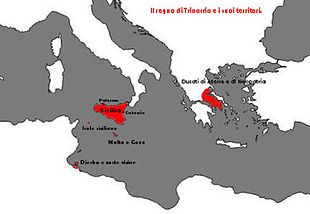 Il regno di Trinacria e i suoi territori.
Ducati di Atene e di Neopatria
Palermo
Catania
Isole siciliane
Malta e Gozo
Djerba e coste vicine